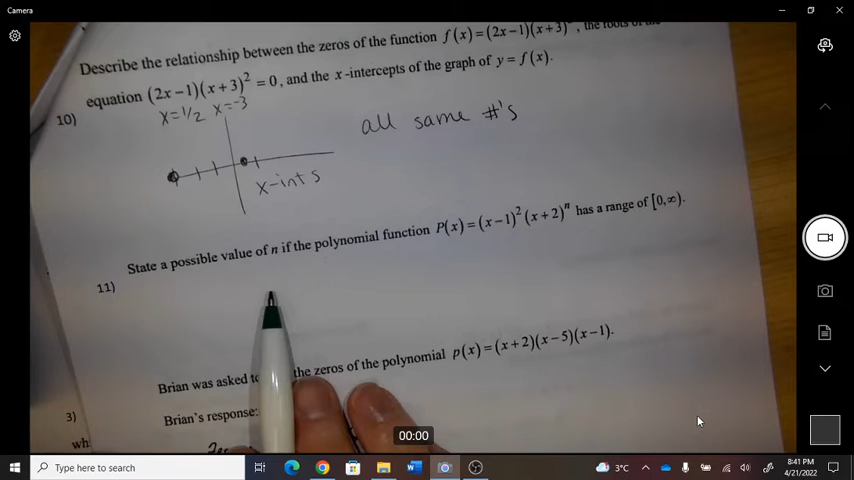 Camera
Describe the relationship between the zeros of the function f(x)=(2x−1)(x+3)², the roots of the
equation (2x−1)(x+3)²=0, and the x-intercepts of the graph of y=f(x).
10)
x=1/2 x=-3
all same #'s
x-ints
State a possible value of n if the polynomial function P(x)=(x−1)²(x+2)ⁿ has a range of [0,∞).
11)
Brian was asked the zeros of the polynomial p(x)=(x+2)(x−5)(x−1).
Brian's response:
3)
wh
00:00
Type here to search
3°C
8:41 PM
4/21/2022